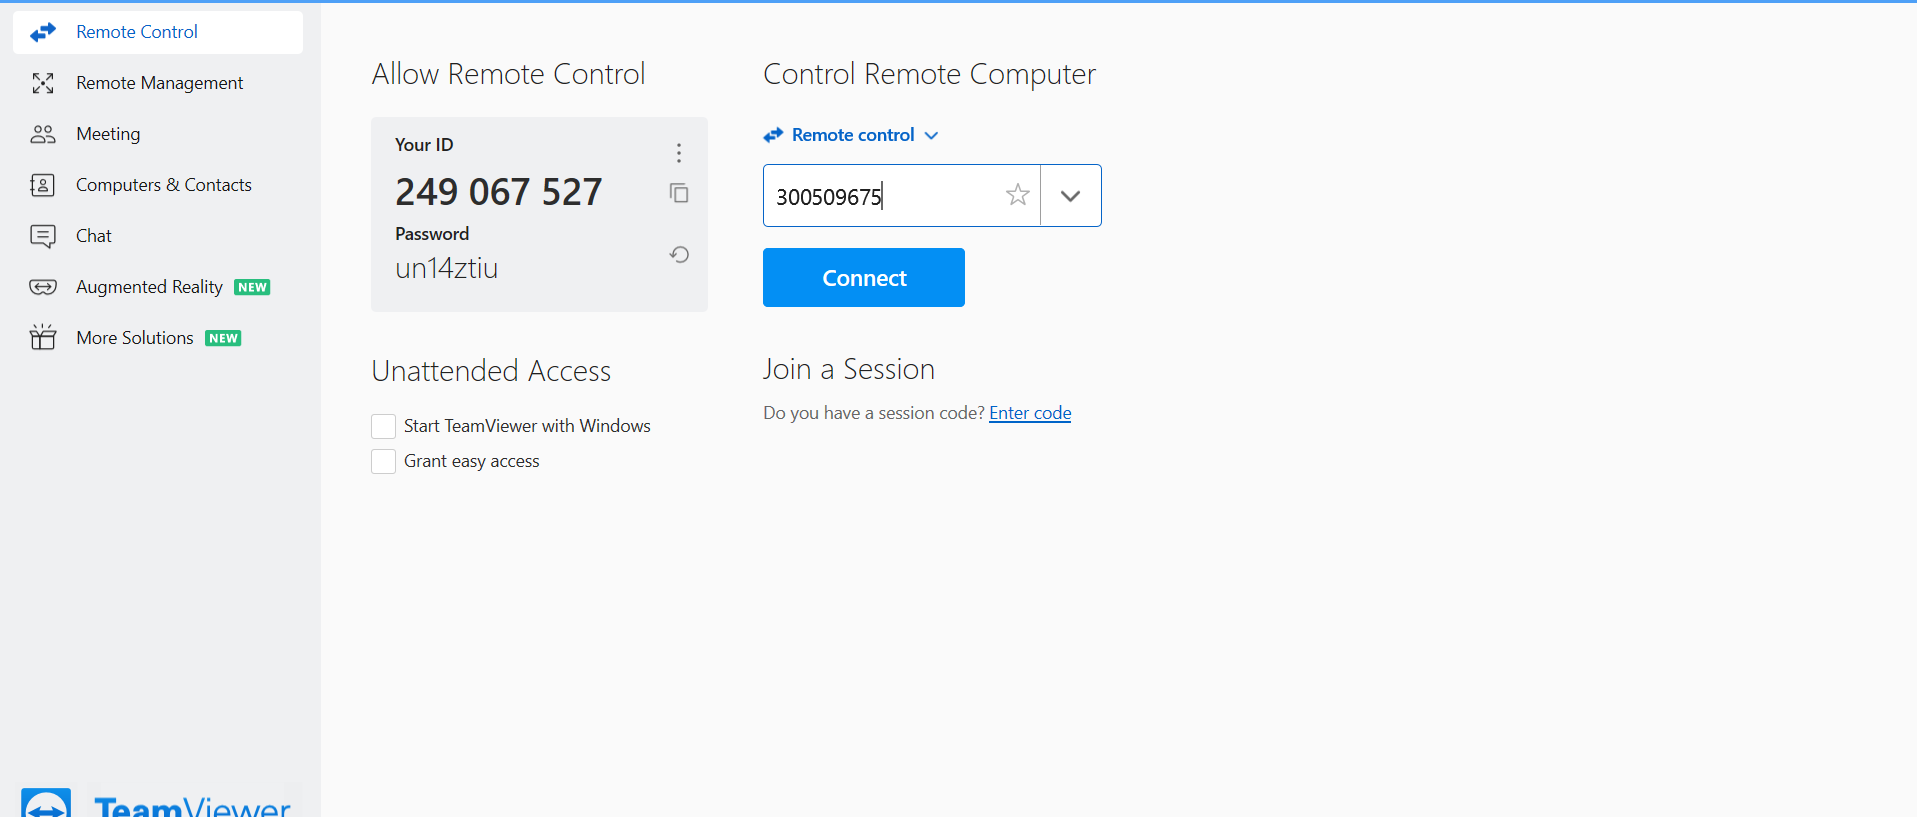 Remote Control
Remote Management
Meeting
Computers & Contacts
Chat
Augmented Reality NEW
More Solutions NEW
TeamViewer
Allow Remote Control
Your ID
249 067 527
Password
un14ztiu
Unattended Access
Start TeamViewer with Windows
Grant easy access
Control Remote Computer
Remote control
300509675
Connect
Join a Session
Do you have a session code? Enter code